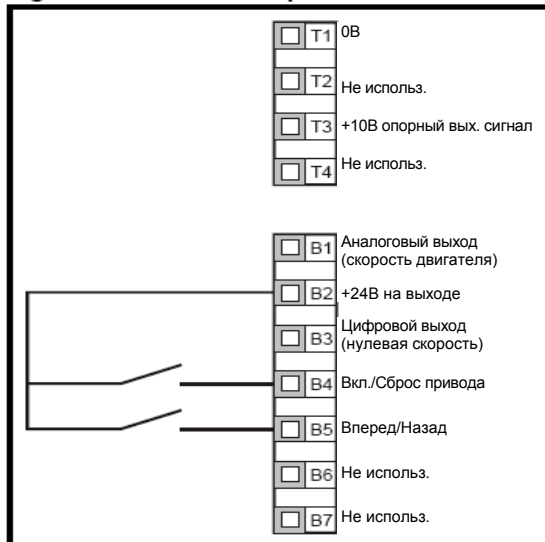 T1 0В
T2 Не использ.
T3 +10В опорный вых. сигнал
T4 Не использ.
B1 Аналоговый выход
(скорость двигателя)
B2 +24В на выходе
B3 Цифровой выход
(нулевая скорость)
B4 Вкл./Сброс привода
B5 Вперед/Назад
B6 Не использ.
B7 Не использ.